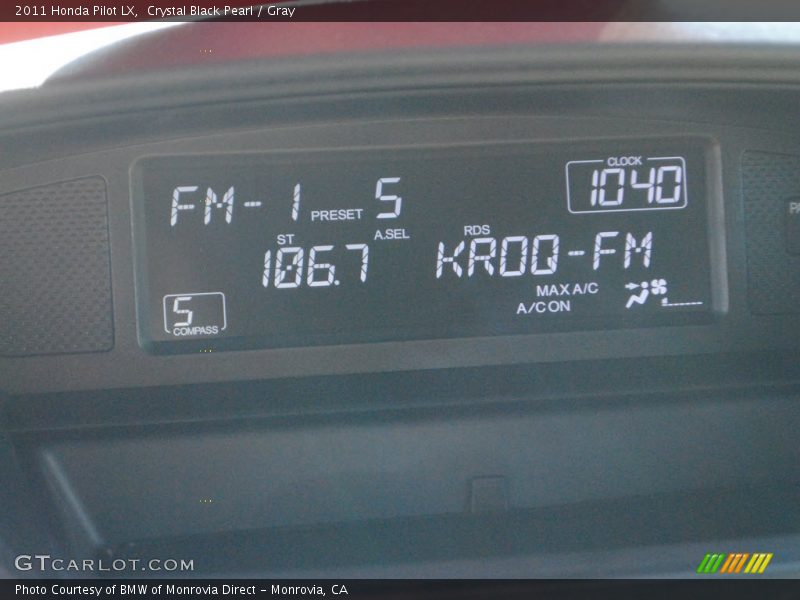 2011 Honda Pilot LX,  Crystal Black Pearl / Gray
CLOCK
FM-1 PRESET 5 1040
ST A.SEL RDS
106.7 KROQ-FM
MAX A/C
A/C ON
5
COMPASS
GTCARLOT.COM
Photo Courtesy of BMW of Monrovia Direct - Monrovia, CA